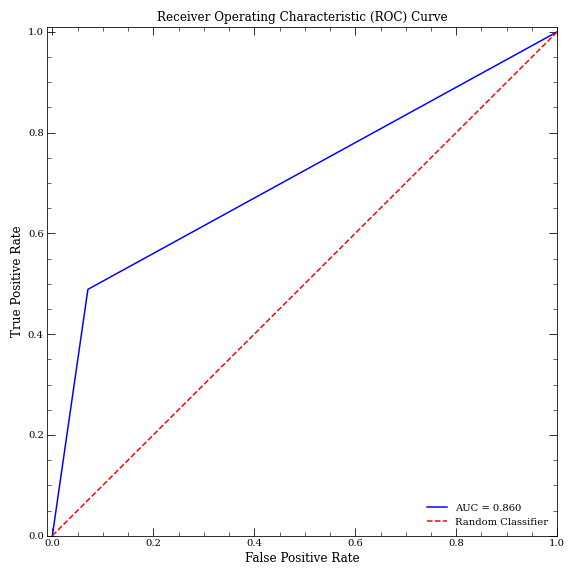 Receiver Operating Characteristic (ROC) Curve
1.0
0.8
0.6
0.4
0.2
0.0
True Positive Rate
0.0 0.2 0.4 0.6 0.8 1.0
False Positive Rate
AUC = 0.860
Random Classifier